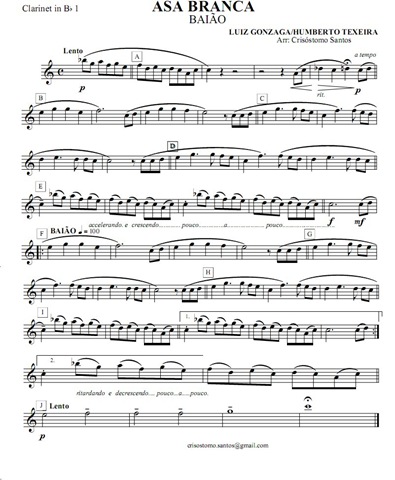 Clarinet in B♭ 1
ASA BRANCA
BAIÃO
LUIZ GONZAGA/HUMBERTO TEXEIRA
Arr: Crisóstomo Santos
Lento
A
a tempo
p
rit.
p
B
C
D
E
accelerando e crescendo............pouco......a.......pouco......
f
mf
F
BAIÃO ♩ = 100
G
H
I
1.
2.
ritardando e decrescendo.....pouco...a.....pouco...
J
Lento
p
crisostomo.santos@gmail.com